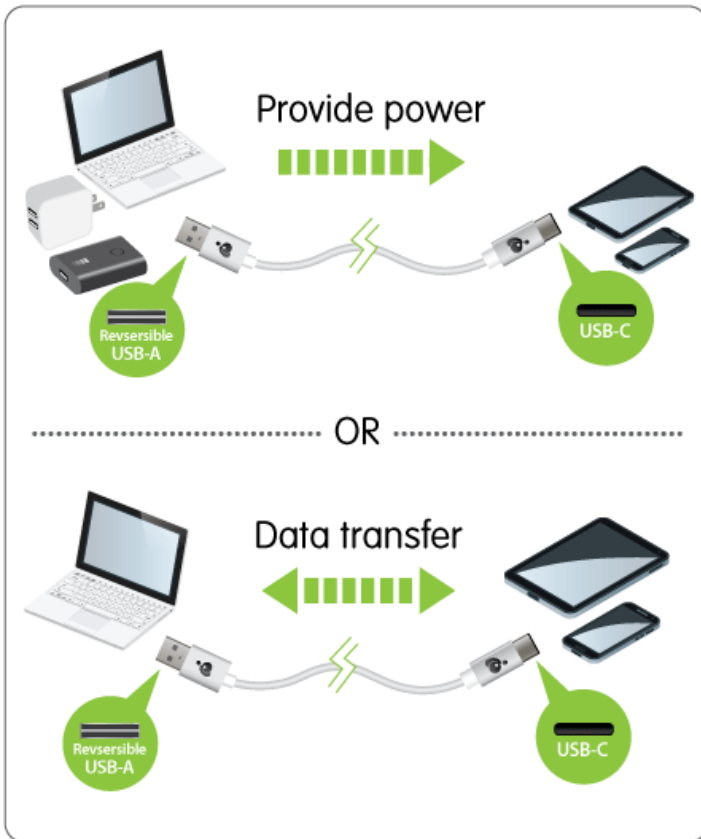 Provide power
Revsersible
USB-A
USB-C
OR
Data transfer
Revsersible
USB-A
USB-C